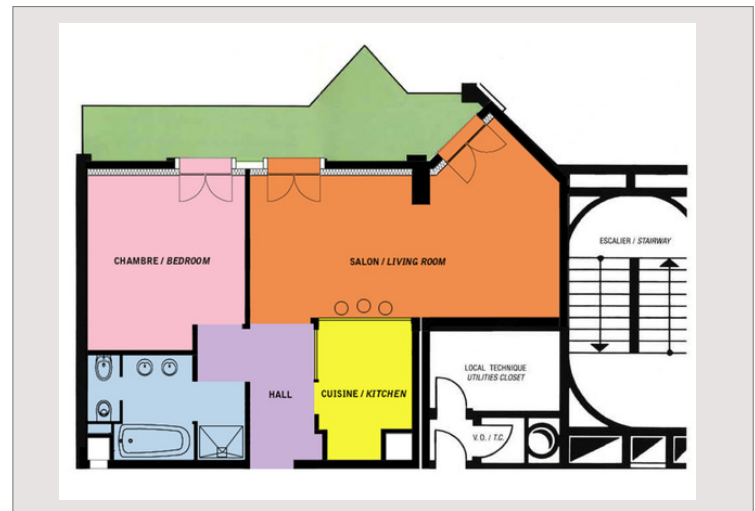 ESCALIER / STAIRWAY
CHAMBRE / BEDROOM
SALON / LIVING ROOM
LOCAL TECHNIQUE
UTILITIES CLOSET
HALL
CUISINE / KITCHEN
V.O. / T.C.